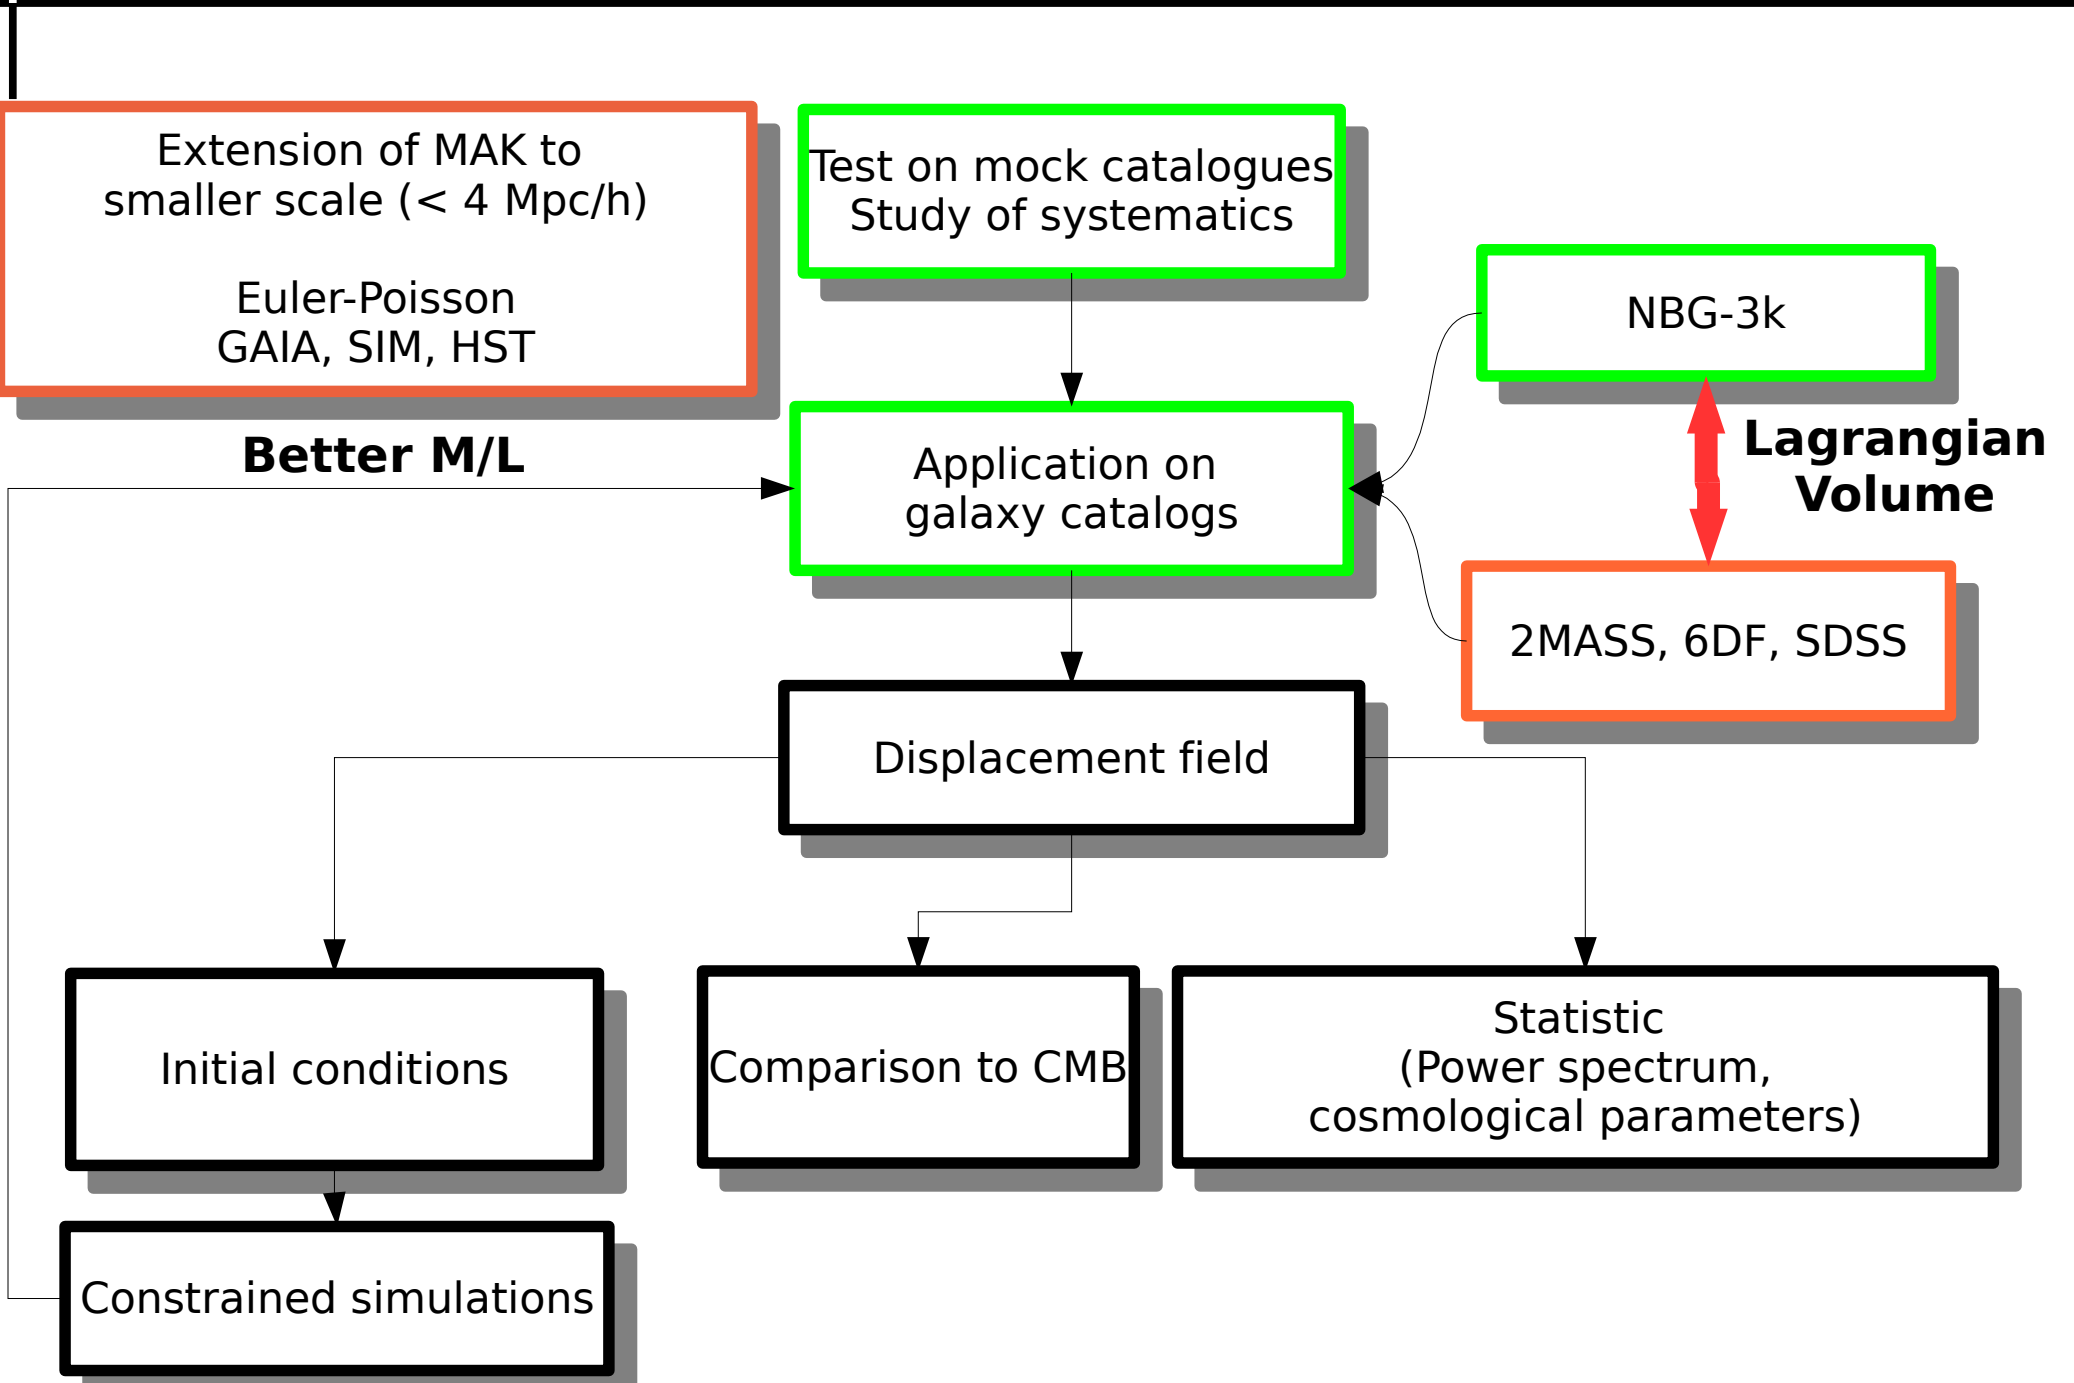 Extension of MAK to
smaller scale (< 4 Mpc/h)
Euler-Poisson
GAIA, SIM, HST
Test on mock catalogues
Study of systematics
NBG-3k
Better M/L
Application on
galaxy catalogs
Lagrangian
Volume
2MASS, 6DF, SDSS
Displacement field
Initial conditions
Comparison to CMB
Statistic
(Power spectrum,
cosmological parameters)
Constrained simulations